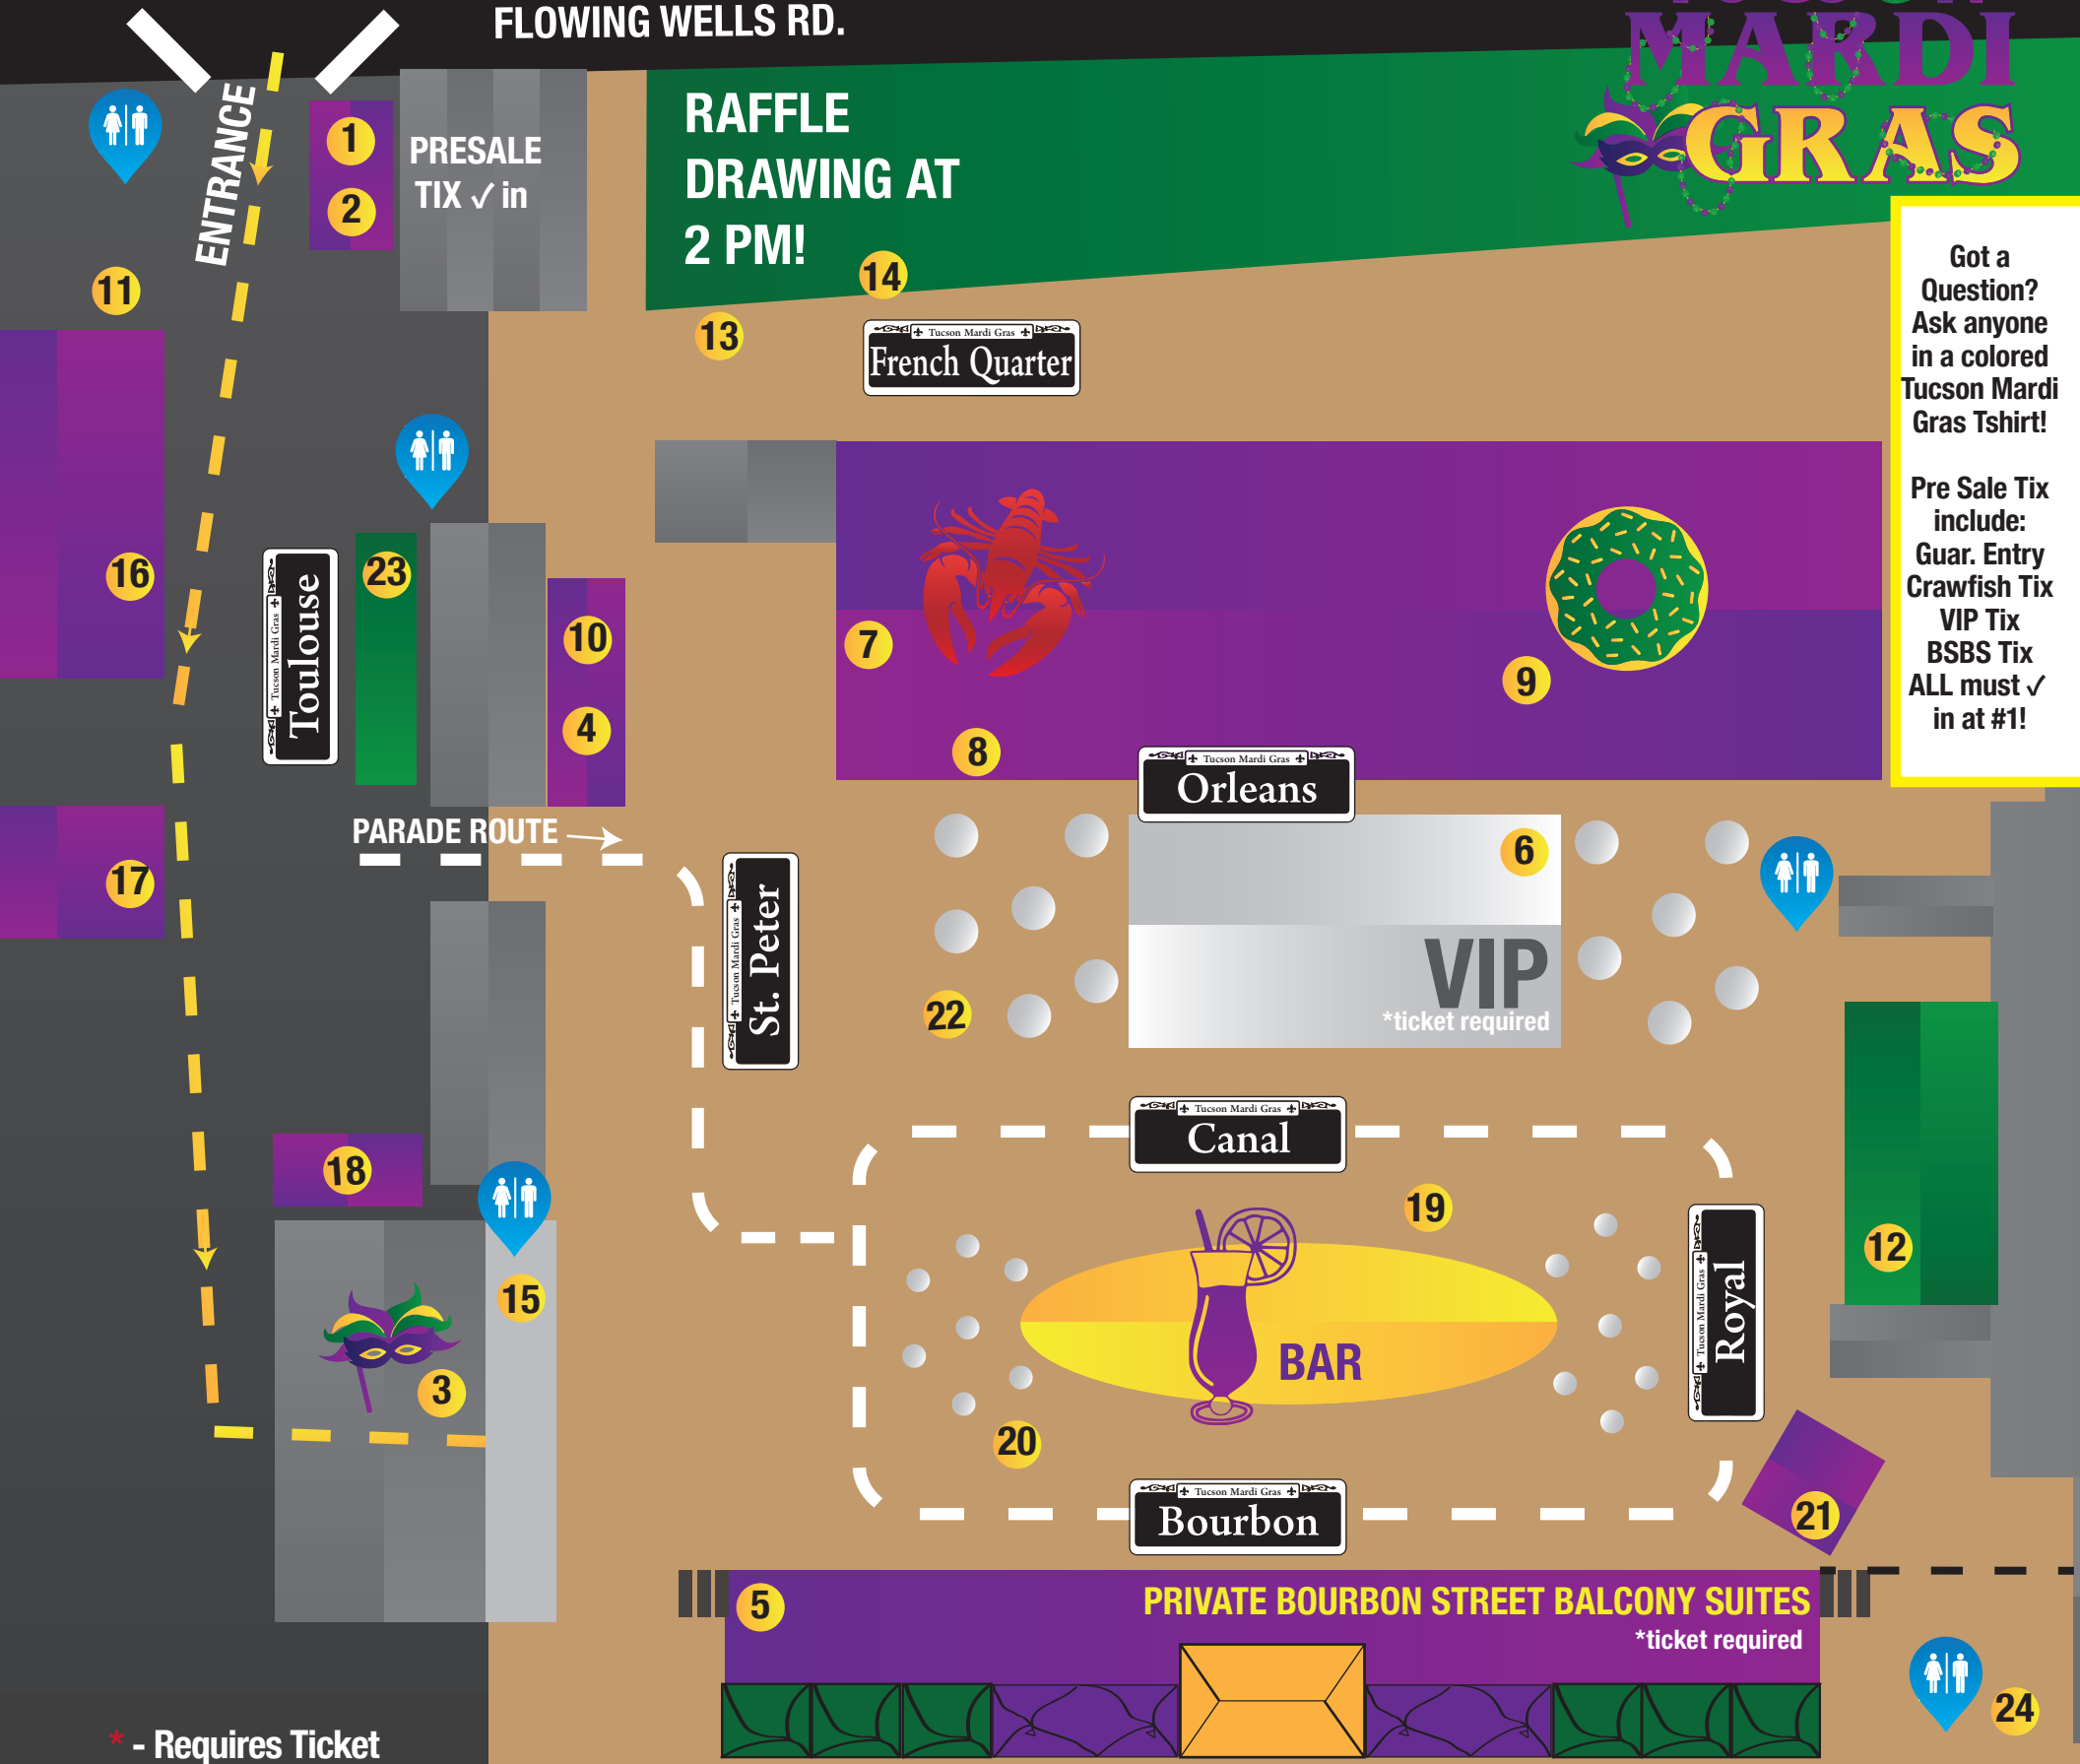 FLOWING WELLS RD.
MARDI
GRAS
ENTRANCE
1
2
PRESALE
TIX ✓ in
RAFFLE
DRAWING AT
2 PM!
14
13
11
Tucson Mardi Gras
French Quarter
Got a
Question?
Ask anyone
in a colored
Tucson Mardi
Gras Tshirt!
Pre Sale Tix
include:
Guar. Entry
Crawfish Tix
VIP Tix
BSBS Tix
ALL must ✓
in at #1!
16
Tucson Mardi Gras
Toulouse
23
10
4
7
8
9
Tucson Mardi Gras
Orleans
17
PARADE ROUTE
Tucson Mardi Gras
St. Peter
22
6
VIP
*ticket required
Tucson Mardi Gras
Canal
18
15
3
19
BAR
20
Tucson Mardi Gras
Royal
12
Tucson Mardi Gras
Bourbon
21
5
PRIVATE BOURBON STREET BALCONY SUITES
*ticket required
24
* - Requires Ticket